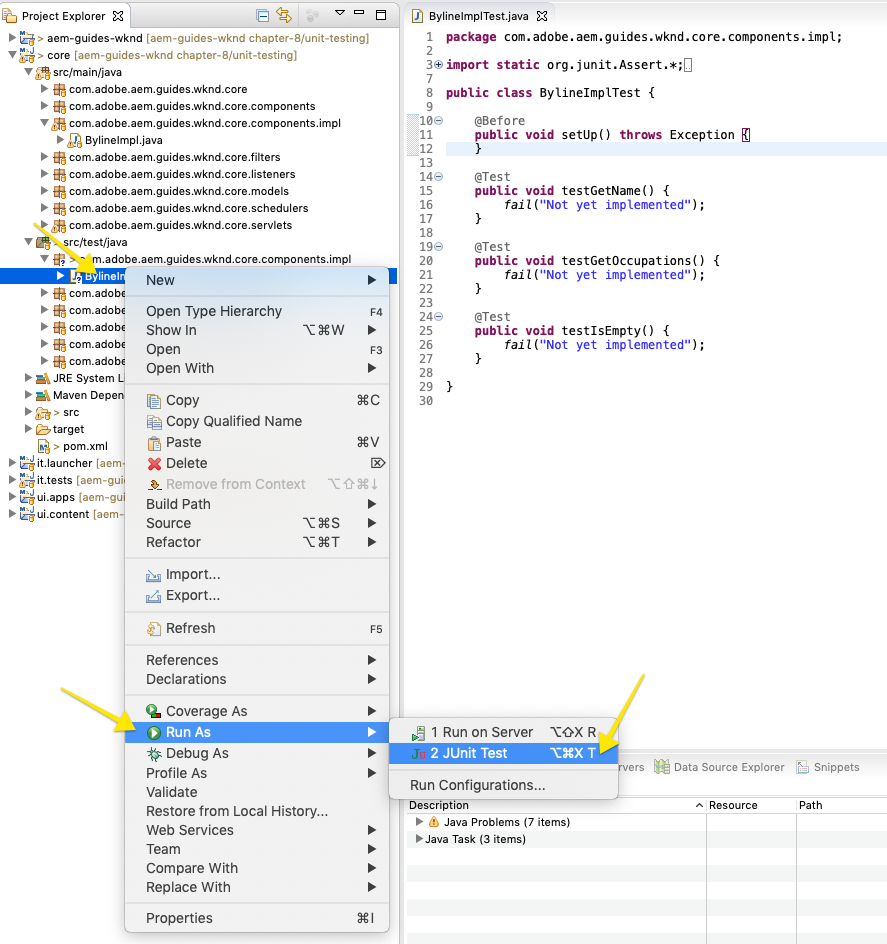 Project Explorer
> aem-guides-wknd [aem-guides-wknd chapter-8/unit-testing]
> core [aem-guides-wknd chapter-8/unit-testing]
src/main/java
com.adobe.aem.guides.wknd.core
com.adobe.aem.guides.wknd.core.components
com.adobe.aem.guides.wknd.core.components.impl
BylineImpl.java
com.adobe.aem.guides.wknd.core.filters
com.adobe.aem.guides.wknd.core.listeners
com.adobe.aem.guides.wknd.core.models
com.adobe.aem.guides.wknd.core.schedulers
com.adobe.aem.guides.wknd.core.servlets
> src/test/java
> com.adobe.aem.guides.wknd.core.components.impl
BylineIm
com.adobe
com.adobe
com.adobe
com.adobe
com.adobe
JRE System L
Maven Depen
> src
target
> pom.xml
it.launcher [aem-
it.tests [aem-gui
ui.apps [aem-gui
ui.content [aem-
New
Open Type Hierarchy F4
Show In ⌥⌘W
Open F3
Open With
Copy ⌘C
Copy Qualified Name
Paste ⌘V
Delete ⌦
Remove from Context ⌥⇧⌘↓
Build Path
Source ⌥⌘S
Refactor ⌥⌘T
Import...
Export...
Refresh F5
References
Declarations
Coverage As
Run As
Debug As
Profile As
Validate
Restore from Local History...
Web Services
Team
Compare With
Replace With
Properties ⌘I
1 Run on Server ⌥⇧X R
2 JUnit Test ⌥⌘X T
Run Configurations...
BylineImplTest.java
1 package com.adobe.aem.guides.wknd.core.components.impl;
2
3 import static org.junit.Assert.*;
7
8 public class BylineImplTest {
9
10 @Before
11 public void setUp() throws Exception {
12 }
13
14 @Test
15 public void testGetName() {
16 fail("Not yet implemented");
17 }
18
19 @Test
20 public void testGetOccupations() {
21 fail("Not yet implemented");
22 }
23
24 @Test
25 public void testIsEmpty() {
26 fail("Not yet implemented");
27 }
28
29 }
30
rvers Data Source Explorer Snippets
Description Resource Path
Java Problems (7 items)
Java Task (3 items)